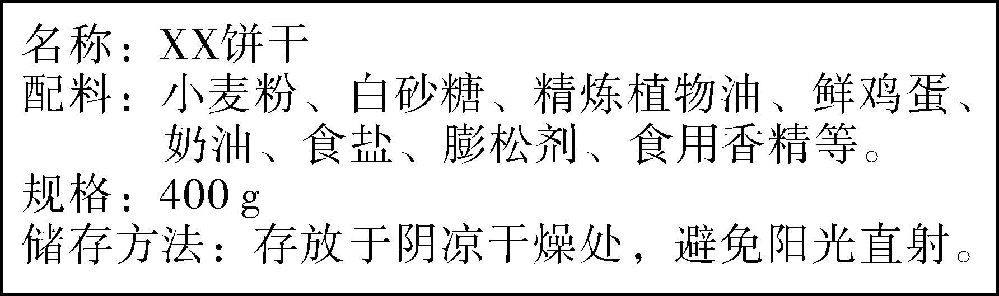 名称：XX饼干
配料：小麦粉、白砂糖、精炼植物油、鲜鸡蛋、
奶油、食盐、膨松剂、食用香精等。
规格：400 g
储存方法：存放于阴凉干燥处，避免阳光直射。